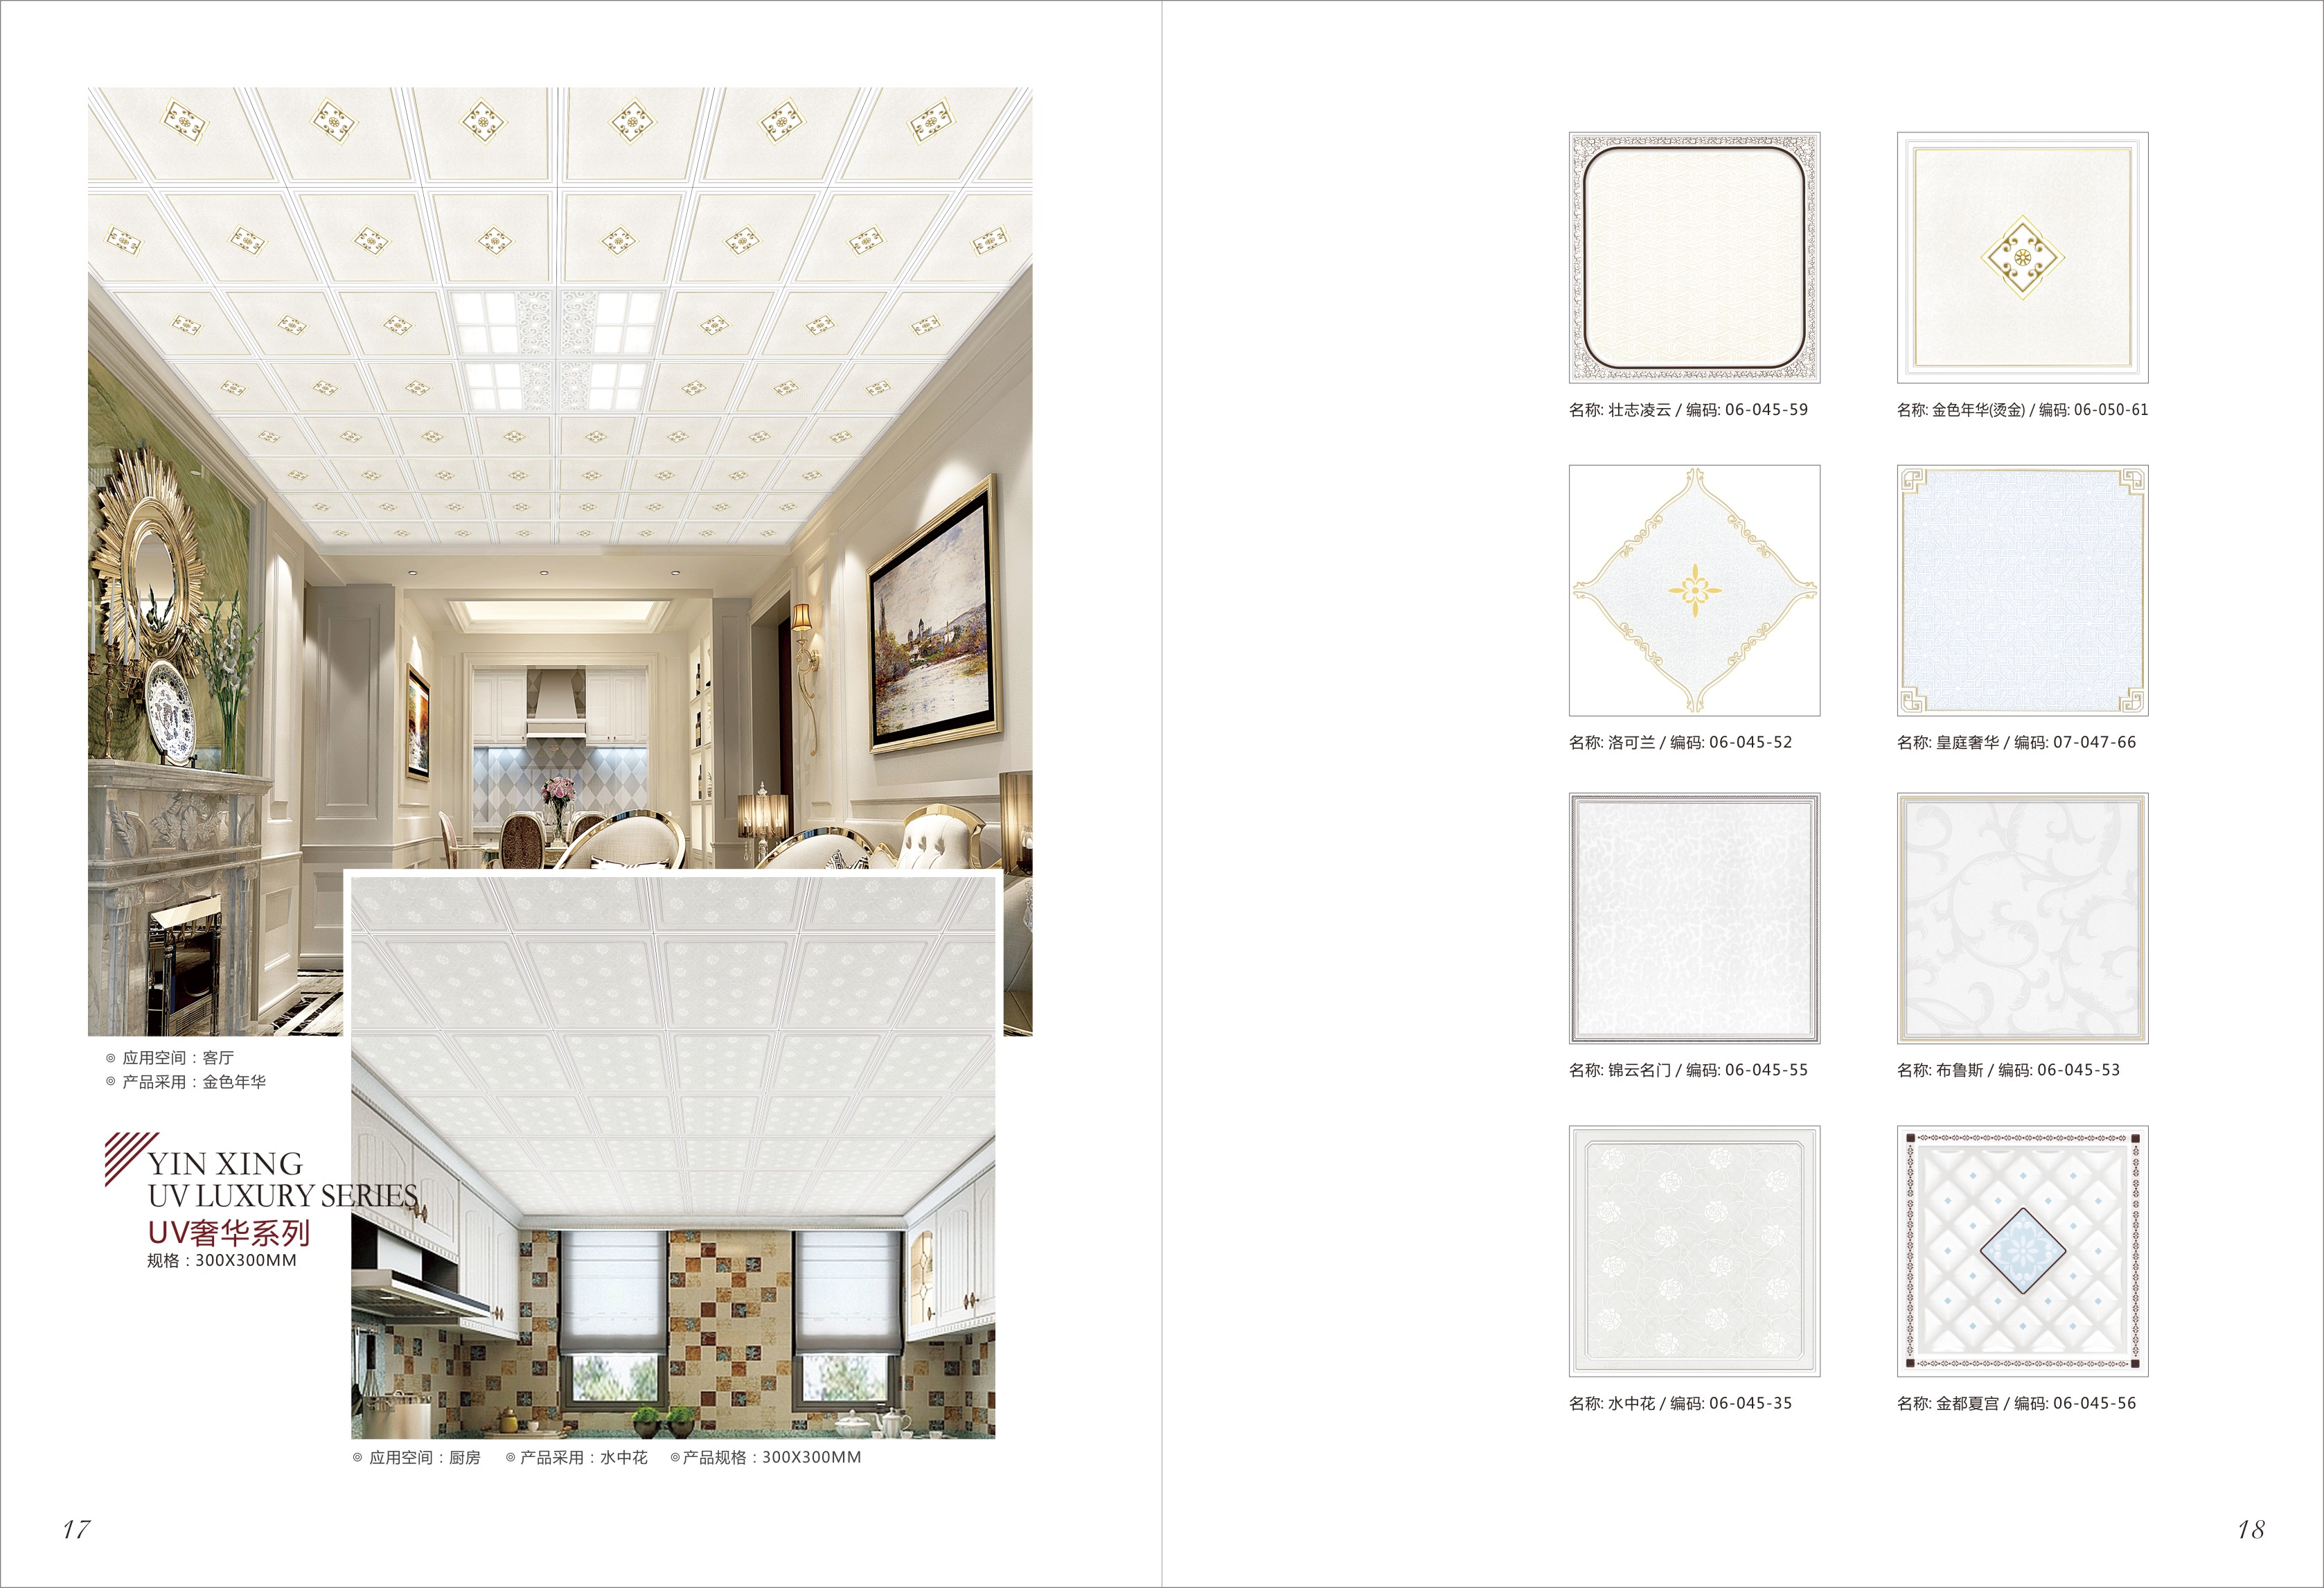 ◎ 应用空间：客厅
◎ 产品采用：金色年华
YIN XING
UV LUXURY SERIES
UV奢华系列
规格：300X300MM
◎ 应用空间：厨房 ◎ 产品采用：水中花 ◎产品规格：300X300MM
17
名称: 壮志凌云 / 编码: 06-045-59
名称: 金色年华(烫金) / 编码: 06-050-61
名称: 洛可兰 / 编码: 06-045-52
名称: 皇庭奢华 / 编码: 07-047-66
名称: 锦云名门 / 编码: 06-045-55
名称: 布鲁斯 / 编码: 06-045-53
名称: 水中花 / 编码: 06-045-35
名称: 金都夏宫 / 编码: 06-045-56
18